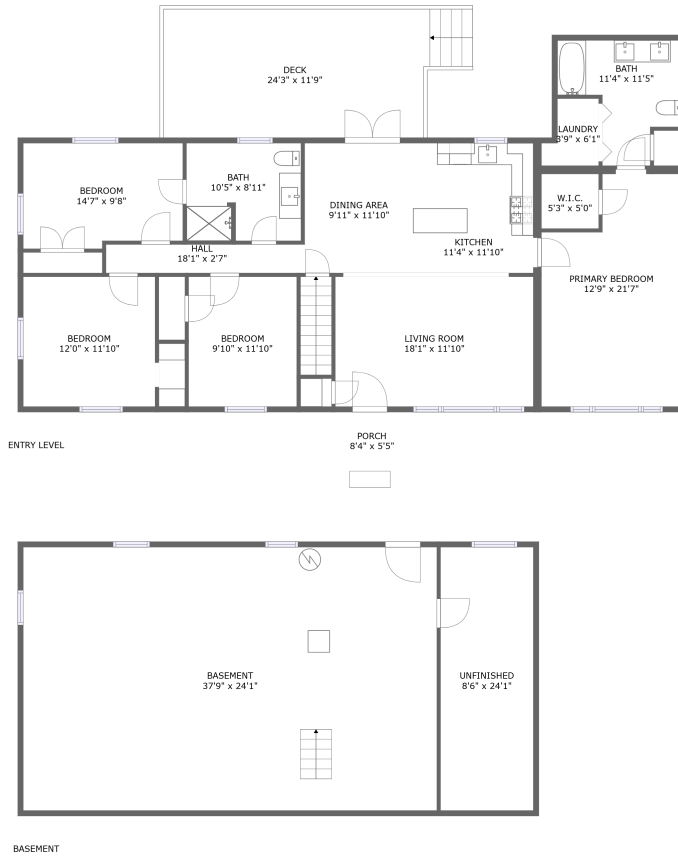 DECK
24'3" x 11'9"
BATH
11'4" x 11'5"
LAUNDRY
3'9" x 6'1"
BEDROOM
14'7" x 9'8"
BATH
10'5" x 8'11"
DINING AREA
9'11" x 11'10"
W.I.C.
5'3" x 5'0"
KITCHEN
11'4" x 11'10"
HALL
18'1" x 2'7"
PRIMARY BEDROOM
12'9" x 21'7"
BEDROOM
12'0" x 11'10"
BEDROOM
9'10" x 11'10"
LIVING ROOM
18'1" x 11'10"
ENTRY LEVEL
PORCH
8'4" x 5'5"
BASEMENT
37'9" x 24'1"
UNFINISHED
8'6" x 24'1"
BASEMENT